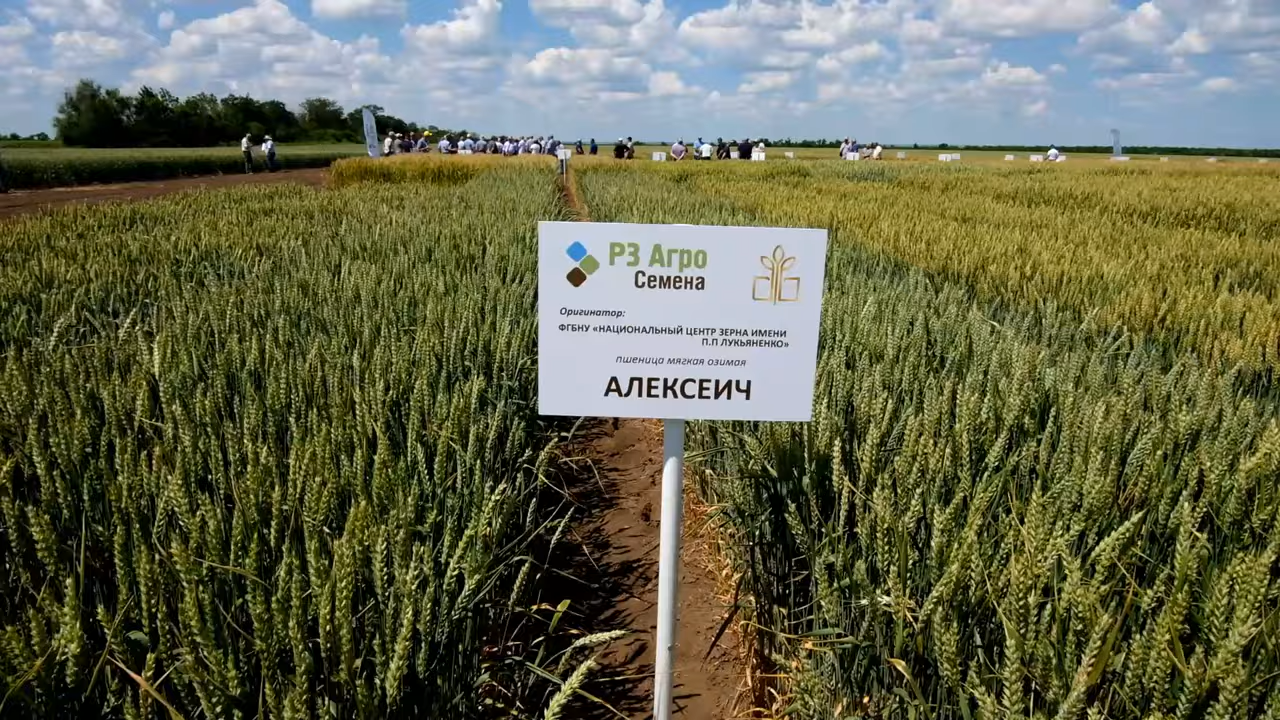 РЗ Агро
Семена
Оригинатор:
ФГБНУ «НАЦИОНАЛЬНЫЙ ЦЕНТР ЗЕРНА ИМЕНИ
П.П ЛУКЬЯНЕНКО»
пшеница мягкая озимая
АЛЕКСЕИЧ